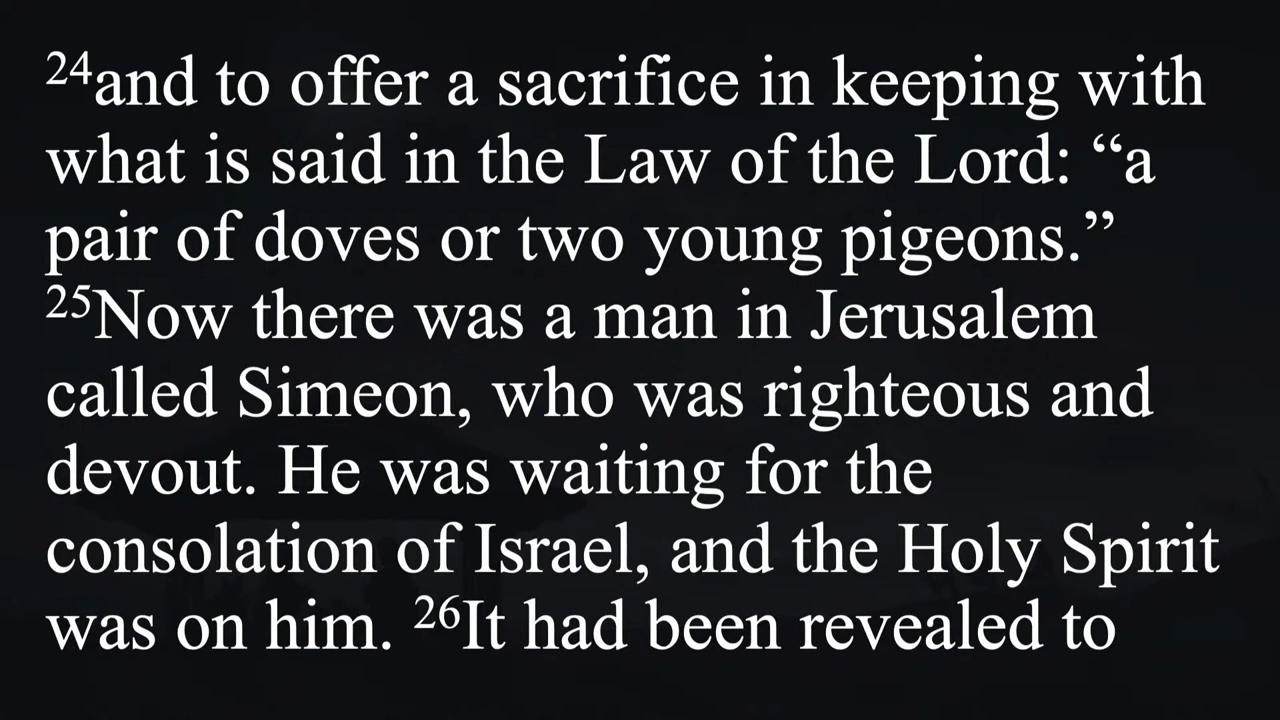 24and to offer a sacrifice in keeping with
what is said in the Law of the Lord: “a
pair of doves or two young pigeons.”
25Now there was a man in Jerusalem
called Simeon, who was righteous and
devout. He was waiting for the
consolation of Israel, and the Holy Spirit
was on him. 26It had been revealed to